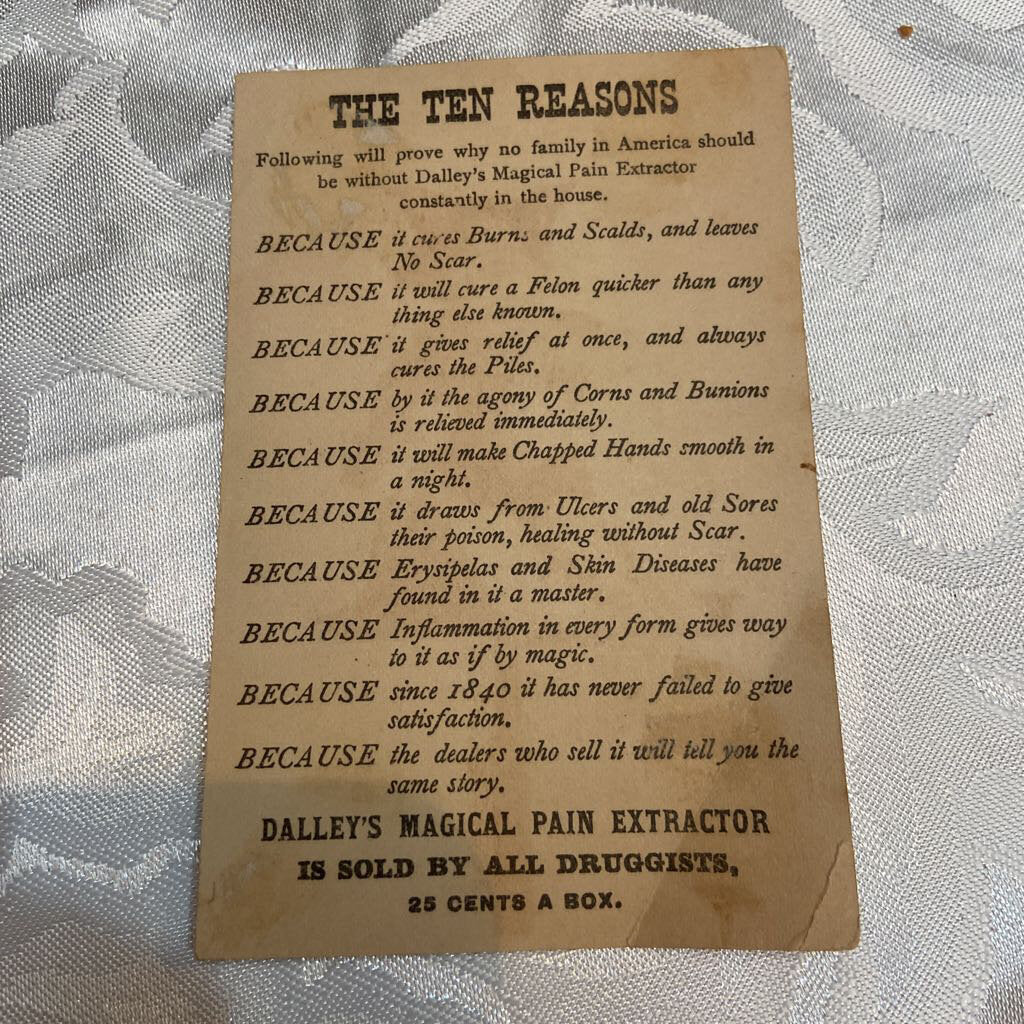 THE TEN REASONS
Following will prove why no family in America should
be without Dalley's Magical Pain Extractor
constantly in the house.
BECAUSE it cures Burns and Scalds, and leaves
No Scar.
BECAUSE it will cure a Felon quicker than any
thing else known.
BECAUSE it gives relief at once, and always
cures the Piles.
BECAUSE by it the agony of Corns and Bunions
is relieved immediately.
BECAUSE it will make Chapped Hands smooth in
a night.
BECAUSE it draws from Ulcers and old Sores
their poison, healing without Scar.
BECAUSE Erysipelas and Skin Diseases have
found in it a master.
BECAUSE Inflammation in every form gives way
to it as if by magic.
BECAUSE since 1840 it has never failed to give
satisfaction.
BECAUSE the dealers who sell it will tell you the
same story.
DALLEY'S MAGICAL PAIN EXTRACTOR
IS SOLD BY ALL DRUGGISTS,
25 CENTS A BOX.